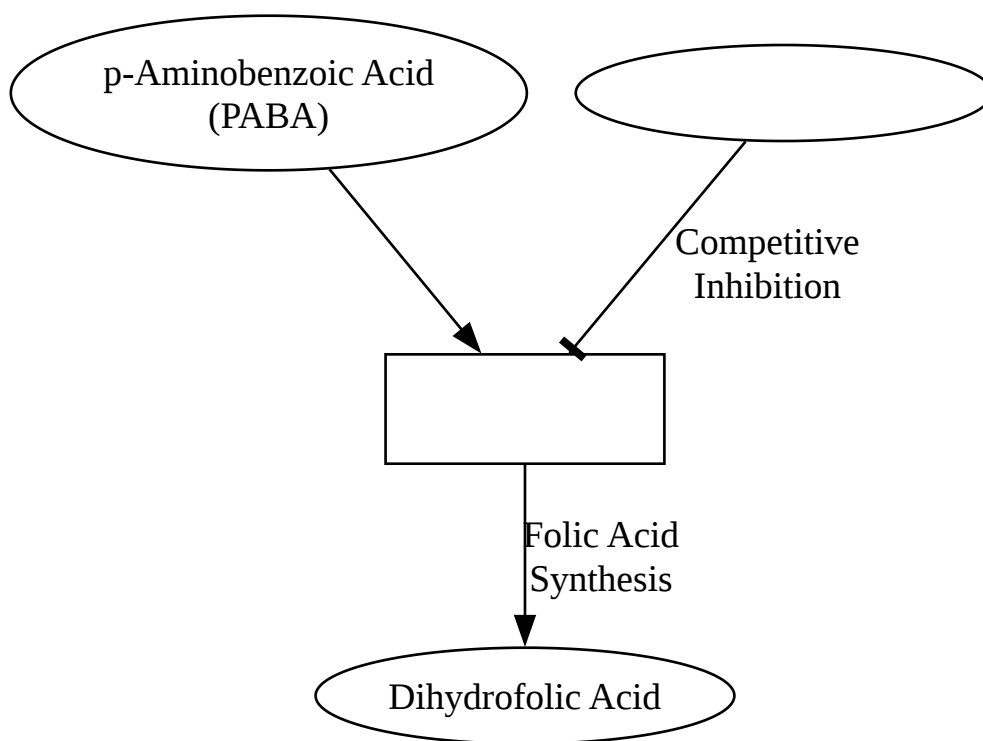 p-Aminobenzoic Acid
(PABA)
Competitive
Inhibition
Folic Acid
Synthesis
Dihydrofolic Acid